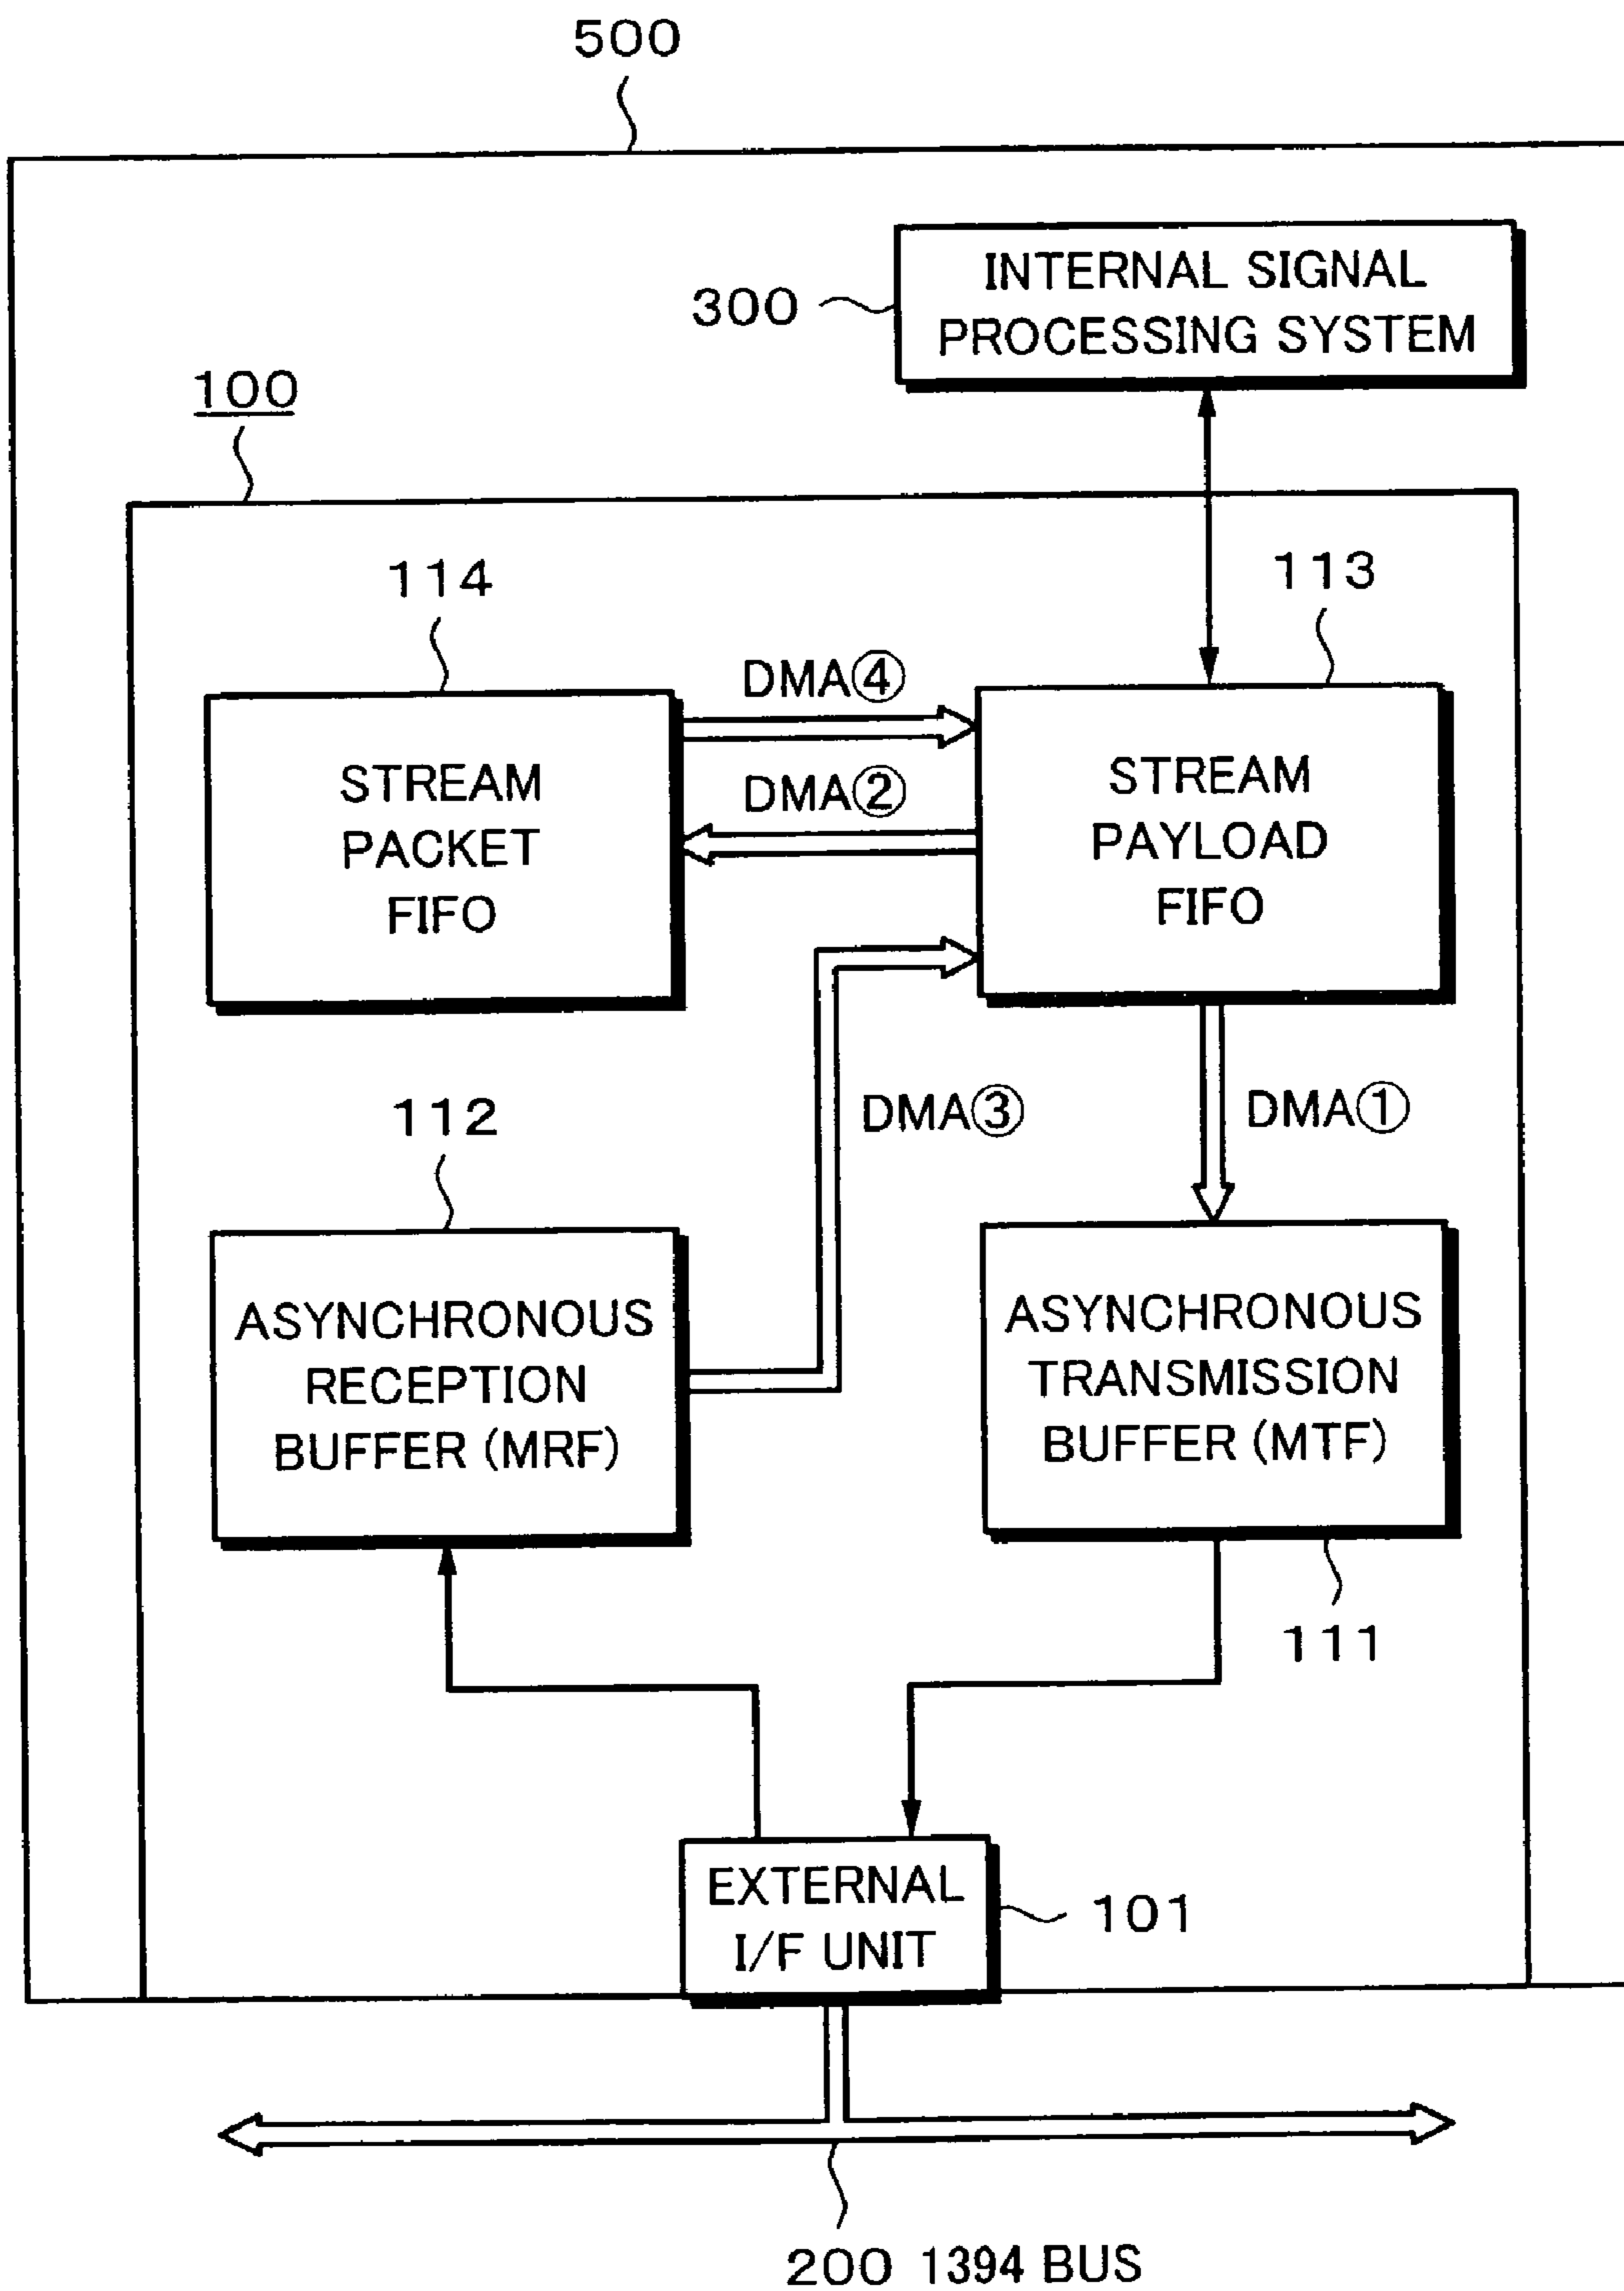 500
INTERNAL SIGNAL
PROCESSING SYSTEM
300
100
114
113
DMA④
STREAM
PACKET
FIFO
DMA②
STREAM
PAYLOAD
FIFO
DMA③
DMA①
112
ASYNCHRONOUS
RECEPTION
BUFFER (MRF)
ASYNCHRONOUS
TRANSMISSION
BUFFER (MTF)
111
EXTERNAL
I/F UNIT
101
200 1394 BUS